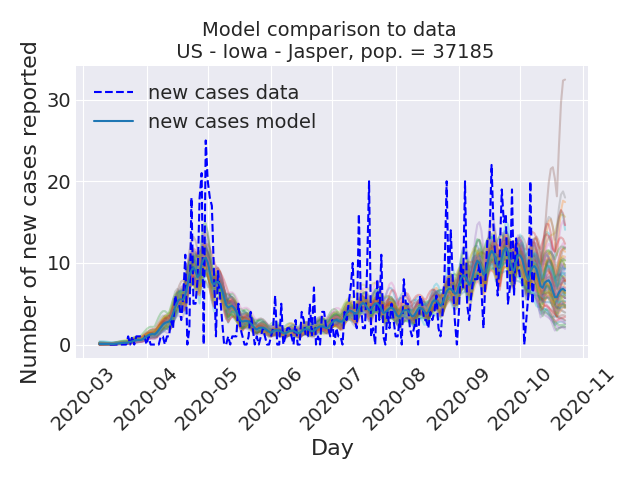 Model comparison to data
US - Iowa - Jasper, pop. = 37185
Number of new cases reported
30
20
10
0
new cases data
new cases model
2020-03
2020-04
2020-05
2020-06
2020-07
2020-08
2020-09
2020-10
2020-11
Day